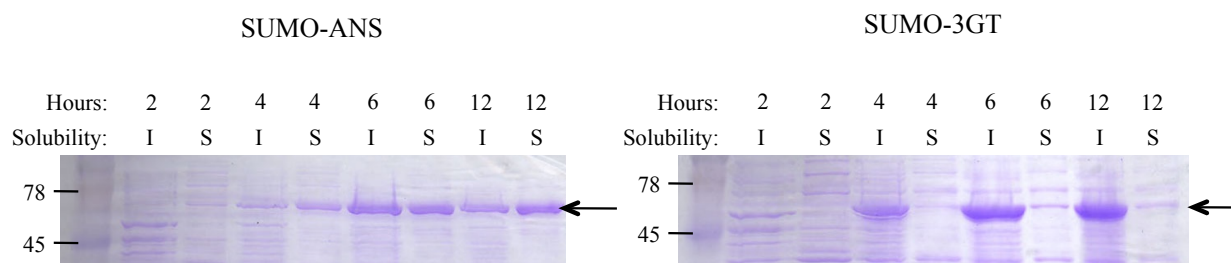 SUMO-ANS
Hours: 2 2 4 4 6 6 12 12
Solubility: I S I S I S I S
78
45
SUMO-3GT
Hours: 2 2 4 4 6 6 12 12
Solubility: I S I S I S I S
78
45